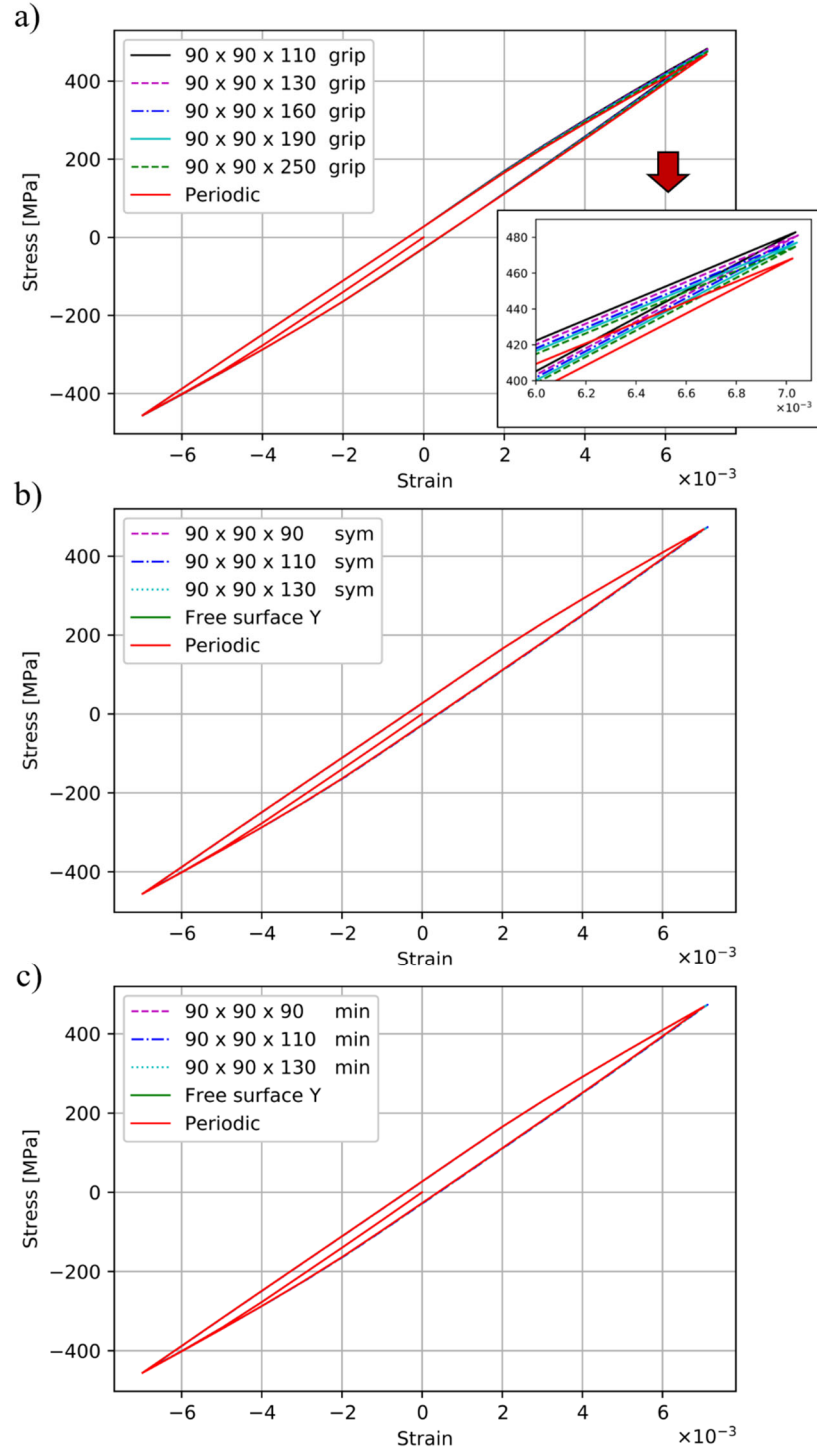 a)
90 x 90 x 110 grip
90 x 90 x 130 grip
90 x 90 x 160 grip
90 x 90 x 190 grip
90 x 90 x 250 grip
Periodic
400
200
0
−200
−400
Stress [MPa]
480
460
440
420
400
6.0 6.2 6.4 6.6 6.8 7.0
×10⁻³
−6 −4 −2 0 2 4 6
Strain
×10⁻³
b)
90 x 90 x 90 sym
90 x 90 x 110 sym
90 x 90 x 130 sym
Free surface Y
Periodic
400
200
0
−200
−400
Stress [MPa]
−6 −4 −2 0 2 4 6
Strain
×10⁻³
c)
90 x 90 x 90 min
90 x 90 x 110 min
90 x 90 x 130 min
Free surface Y
Periodic
400
200
0
−200
−400
Stress [MPa]
−6 −4 −2 0 2 4 6
Strain
×10⁻³